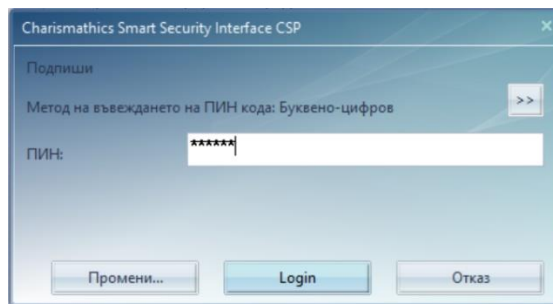 Charismathics Smart Security Interface CSP
Подпиши
Метод на въвеждането на ПИН кода: Буквено-цифров >>
ПИН: ******
Промени... Login Отказ